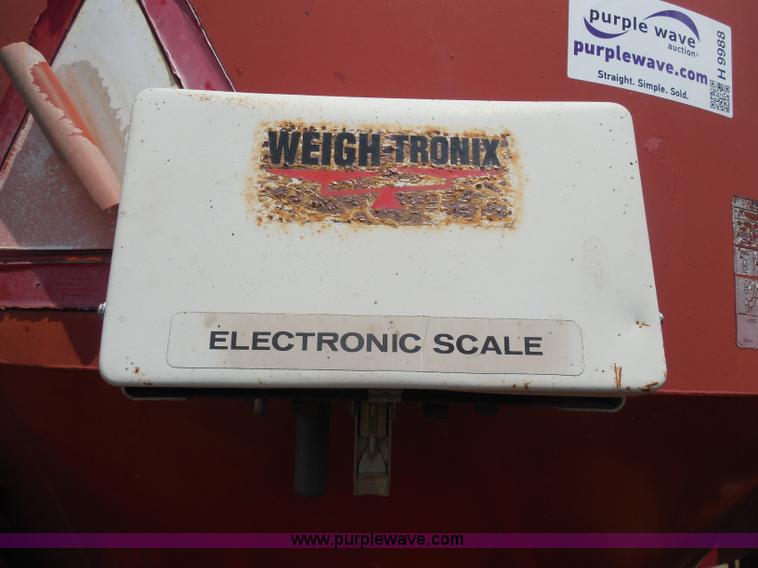 purple wave
auction®
purplewave.com
Straight. Simple. Sold.
H 9988
WEIGH-TRONIX®
ELECTRONIC SCALE
www.purplewave.com